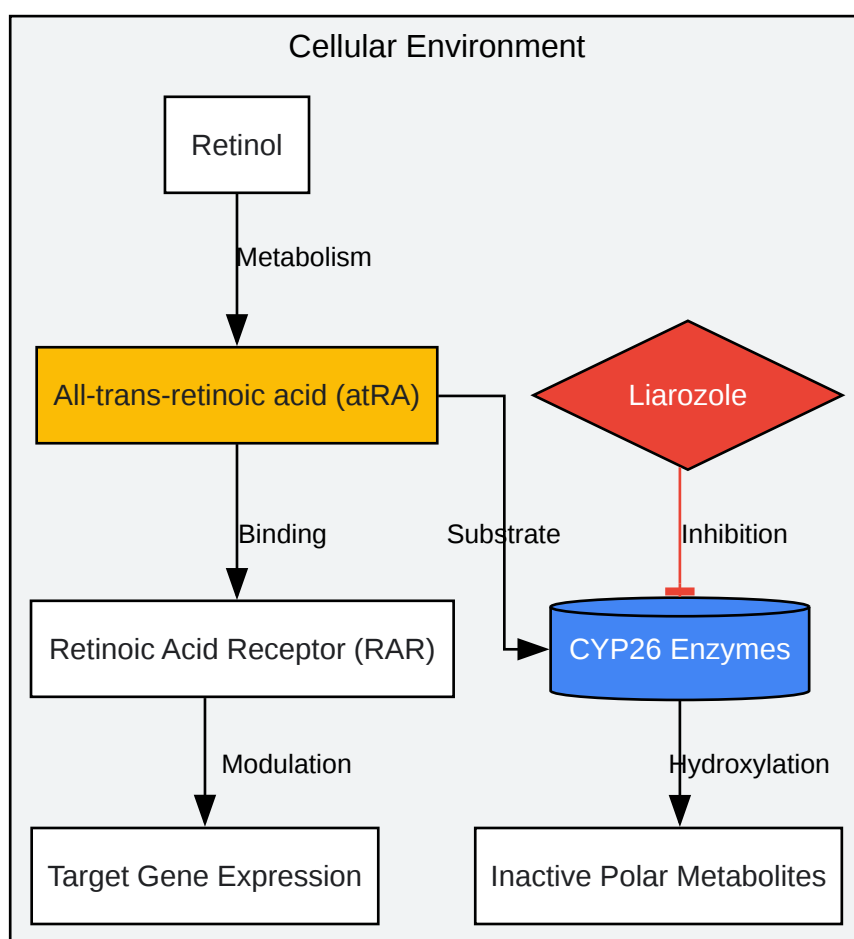 Cellular Environment
Retinol
Metabolism
All-trans-retinoic acid (atRA)
Liarozole
Binding
Substrate
Inhibition
Retinoic Acid Receptor (RAR)
CYP26 Enzymes
Modulation
Hydroxylation
Target Gene Expression
Inactive Polar Metabolites